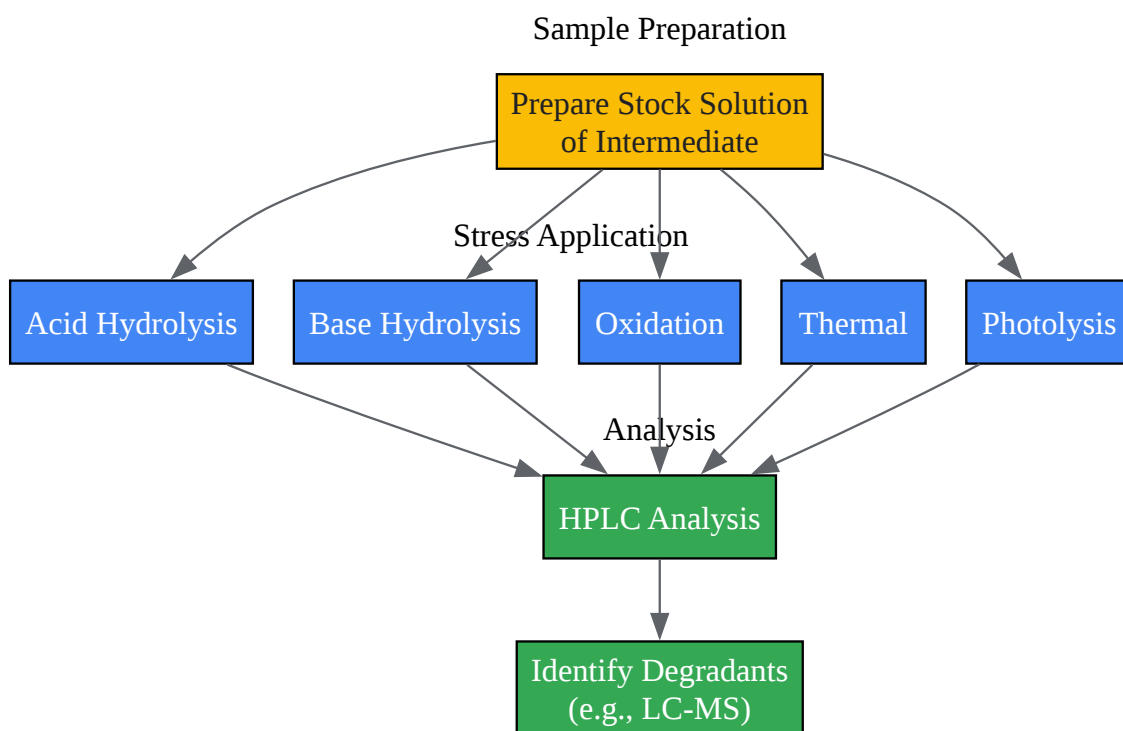 Sample Preparation
Prepare Stock Solution
of Intermediate
Stress Application
Acid Hydrolysis
Base Hydrolysis
Oxidation
Thermal
Photolysis
Analysis
HPLC Analysis
Identify Degradants
(e.g., LC-MS)